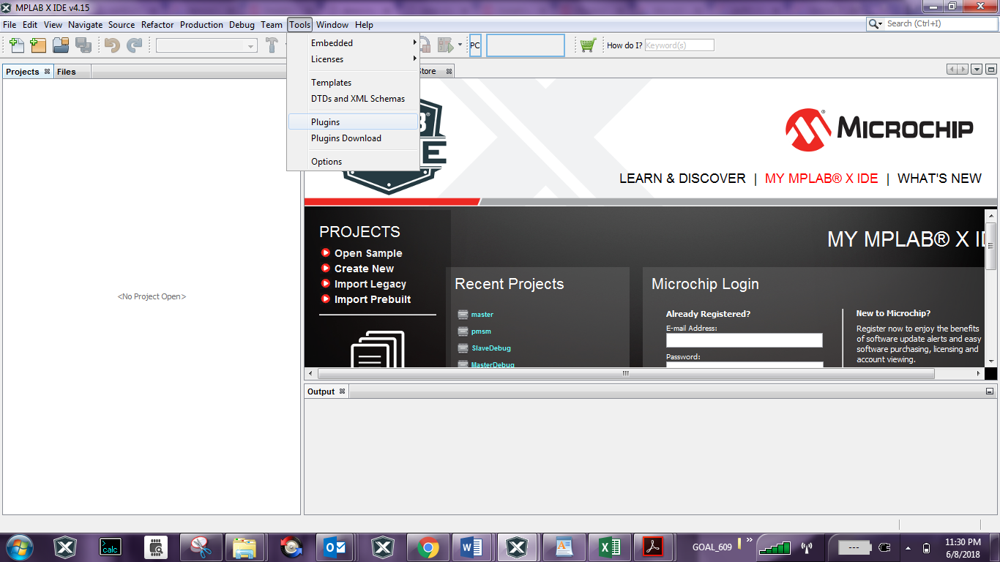 MPLAB X IDE v4.15
File Edit View Navigate Source Refactor Production Debug Team Tools Window Help
Search (Ctrl+I)
PC
How do I? Keyword(s)
Embedded
Licenses
Templates
DTDs and XML Schemas
Plugins
Plugins Download
Options
Projects
Files
<No Project Open>
MICROCHIP
LEARN & DISCOVER | MY MPLAB® X IDE | WHAT'S NEW
PROJECTS
Open Sample
Create New
Import Legacy
Import Prebuilt
MY MPLAB® X
Recent Projects
master
pmsm
SlaveDebug
MasterDebug
Microchip Login
Already Registered?
E-mail Address:
Password:
New to Microchip?
Register now to enjoy the benefits
of software update alerts and easy
software purchasing, licensing and
account viewing.
Output
calc
GOAL_609
»
---
11:30 PM
6/8/2018